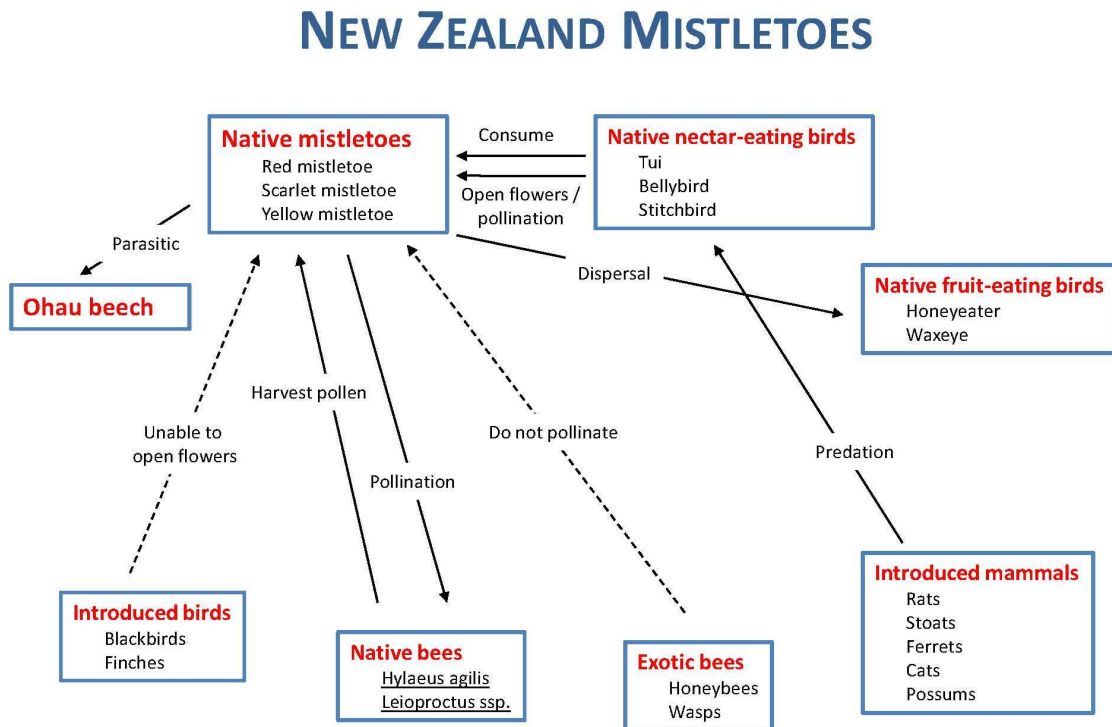 NEW ZEALAND MISTLETOES
Native mistletoes
Red mistletoe
Scarlet mistletoe
Yellow mistletoe
Consume
Open flowers /
pollination
Native nectar-eating birds
Tui
Bellybird
Stitchbird
Parasitic
Ohau beech
Dispersal
Native fruit-eating birds
Honeyeater
Waxeye
Unable to
open flowers
Harvest pollen
Pollination
Do not pollinate
Predation
Introduced birds
Blackbirds
Finches
Native bees
Hylaeus agilis
Leioproctus ssp.
Exotic bees
Honeybees
Wasps
Introduced mammals
Rats
Stoats
Ferrets
Cats
Possums